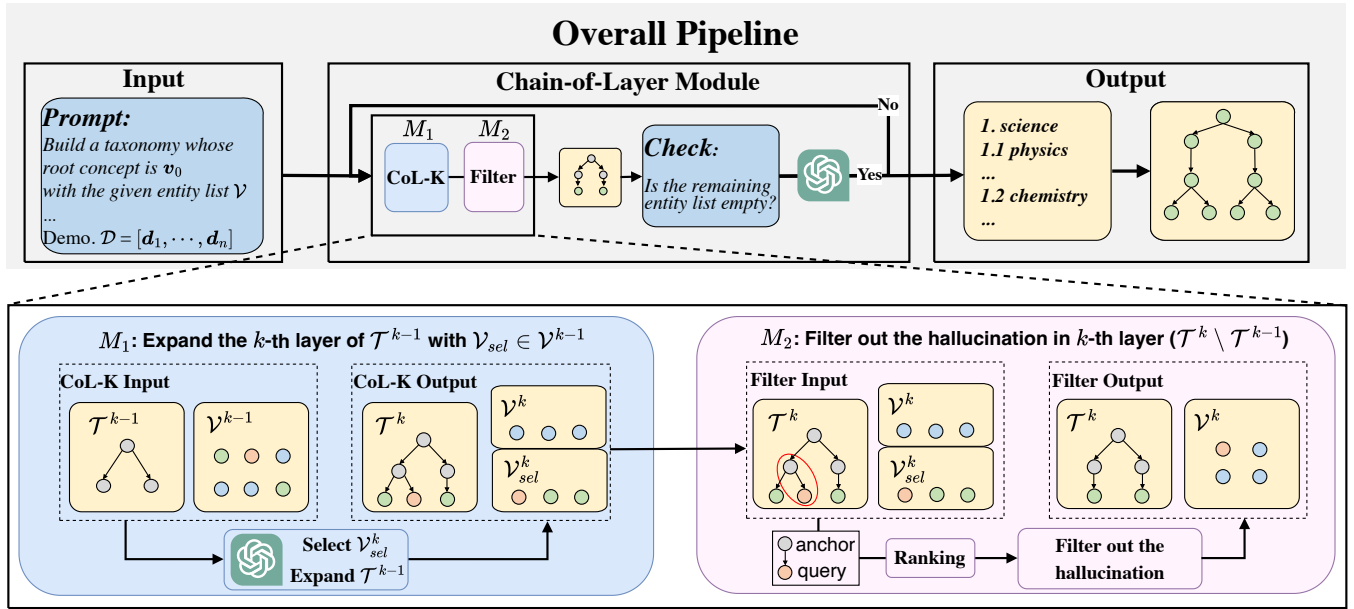 Overall Pipeline
Input
Prompt:
Build a taxonomy whose
root concept is v₀
with the given entity list 𝒱
...
Demo. 𝒟 = [d₁, ⋯, dₙ]
Chain-of-Layer Module
M₁
M₂
CoL-K
Filter
Check:
Is the remaining
entity list empty?
No
Yes
Output
1. science
1.1 physics
...
1.2 chemistry
...
M₁: Expand the k-th layer of 𝒯ᵏ⁻¹ with 𝒱_sel ∈ 𝒱ᵏ⁻¹
CoL-K Input
𝒯ᵏ⁻¹
𝒱ᵏ⁻¹
CoL-K Output
𝒯ᵏ
𝒱ᵏ
𝒱ᵏ_sel
Select 𝒱ᵏ_sel
Expand 𝒯ᵏ⁻¹
M₂: Filter out the hallucination in k-th layer (𝒯ᵏ \ 𝒯ᵏ⁻¹)
Filter Input
𝒯ᵏ
𝒱ᵏ
𝒱ᵏ_sel
anchor
query
Ranking
Filter out the
hallucination
Filter Output
𝒯ᵏ
𝒱ᵏ